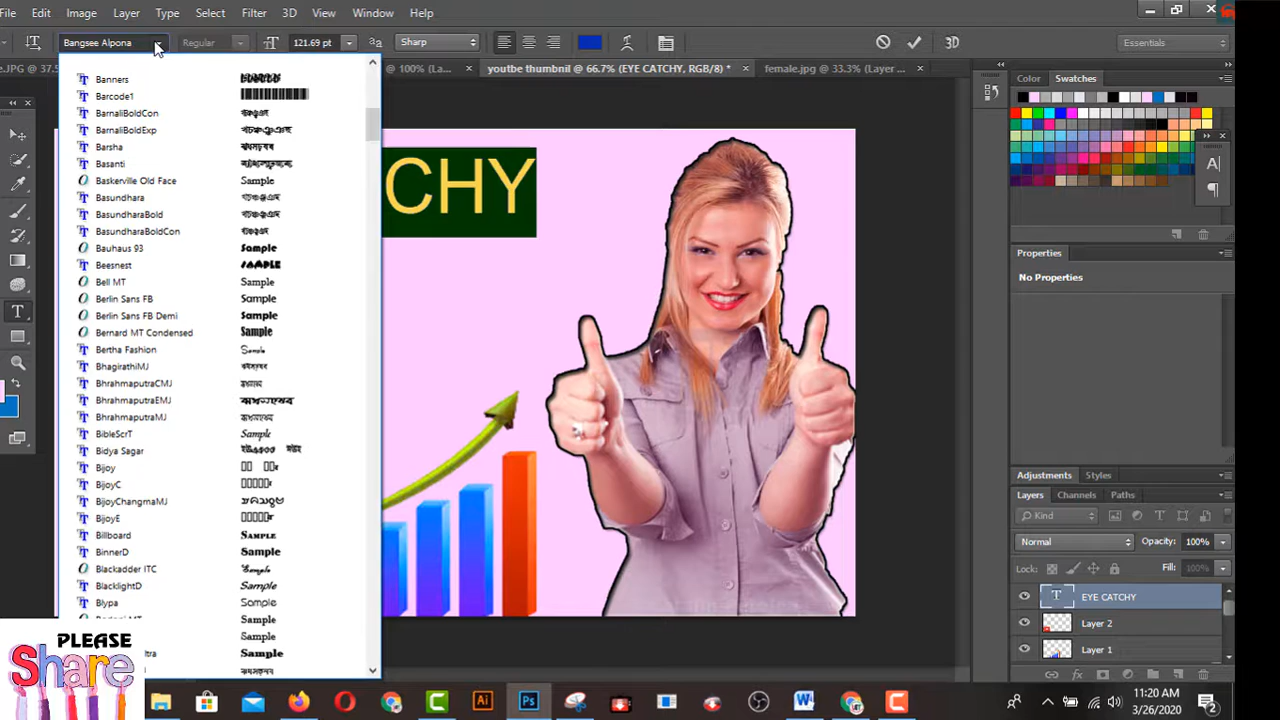 File Edit Image Layer Type Select Filter 3D View Window Help
Bangsee Alpona Regular 121.69 pt Sharp 3D Essentials
youtbe thumbnil @ 66.7% (EYE CATCHY, RGB/8) * × female.jpg @ 33.3% (Layer ×
Banners
Barcode1
BarnaliBoldCon
BarnaliBoldExp
Barsha
Basanti
Baskerville Old Face Sample
Basundhara
BasundharaBold
BasundharaBoldCon
Bauhaus 93 Sample
Beesnest SAMPLE
Bell MT Sample
Berlin Sans FB Sample
Berlin Sans FB Demi Sample
Bernard MT Condensed Sample
Bertha Fashion Sample
BhagirathiMJ
BhrahmaputraCMJ
BhrahmaputraEMJ
BhrahmaputraMJ
BibleScrT Sample
Bidya Sagar
Bijoy
BijoyC
BijoyChangmaMJ
BijoyE
Billboard Sample
BinnerD Sample
Blackadder ITC Sample
BlacklightD Sample
Blypa Sample
Sample
Sample
Sample
CHY
Color Swatches
Properties
No Properties
Adjustments Styles
Layers Channels Paths
Kind
Normal Opacity: 100%
Lock: Fill: 100%
EYE CATCHY
Layer 2
Layer 1
PLEASE
Share
11:20 AM
3/26/2020